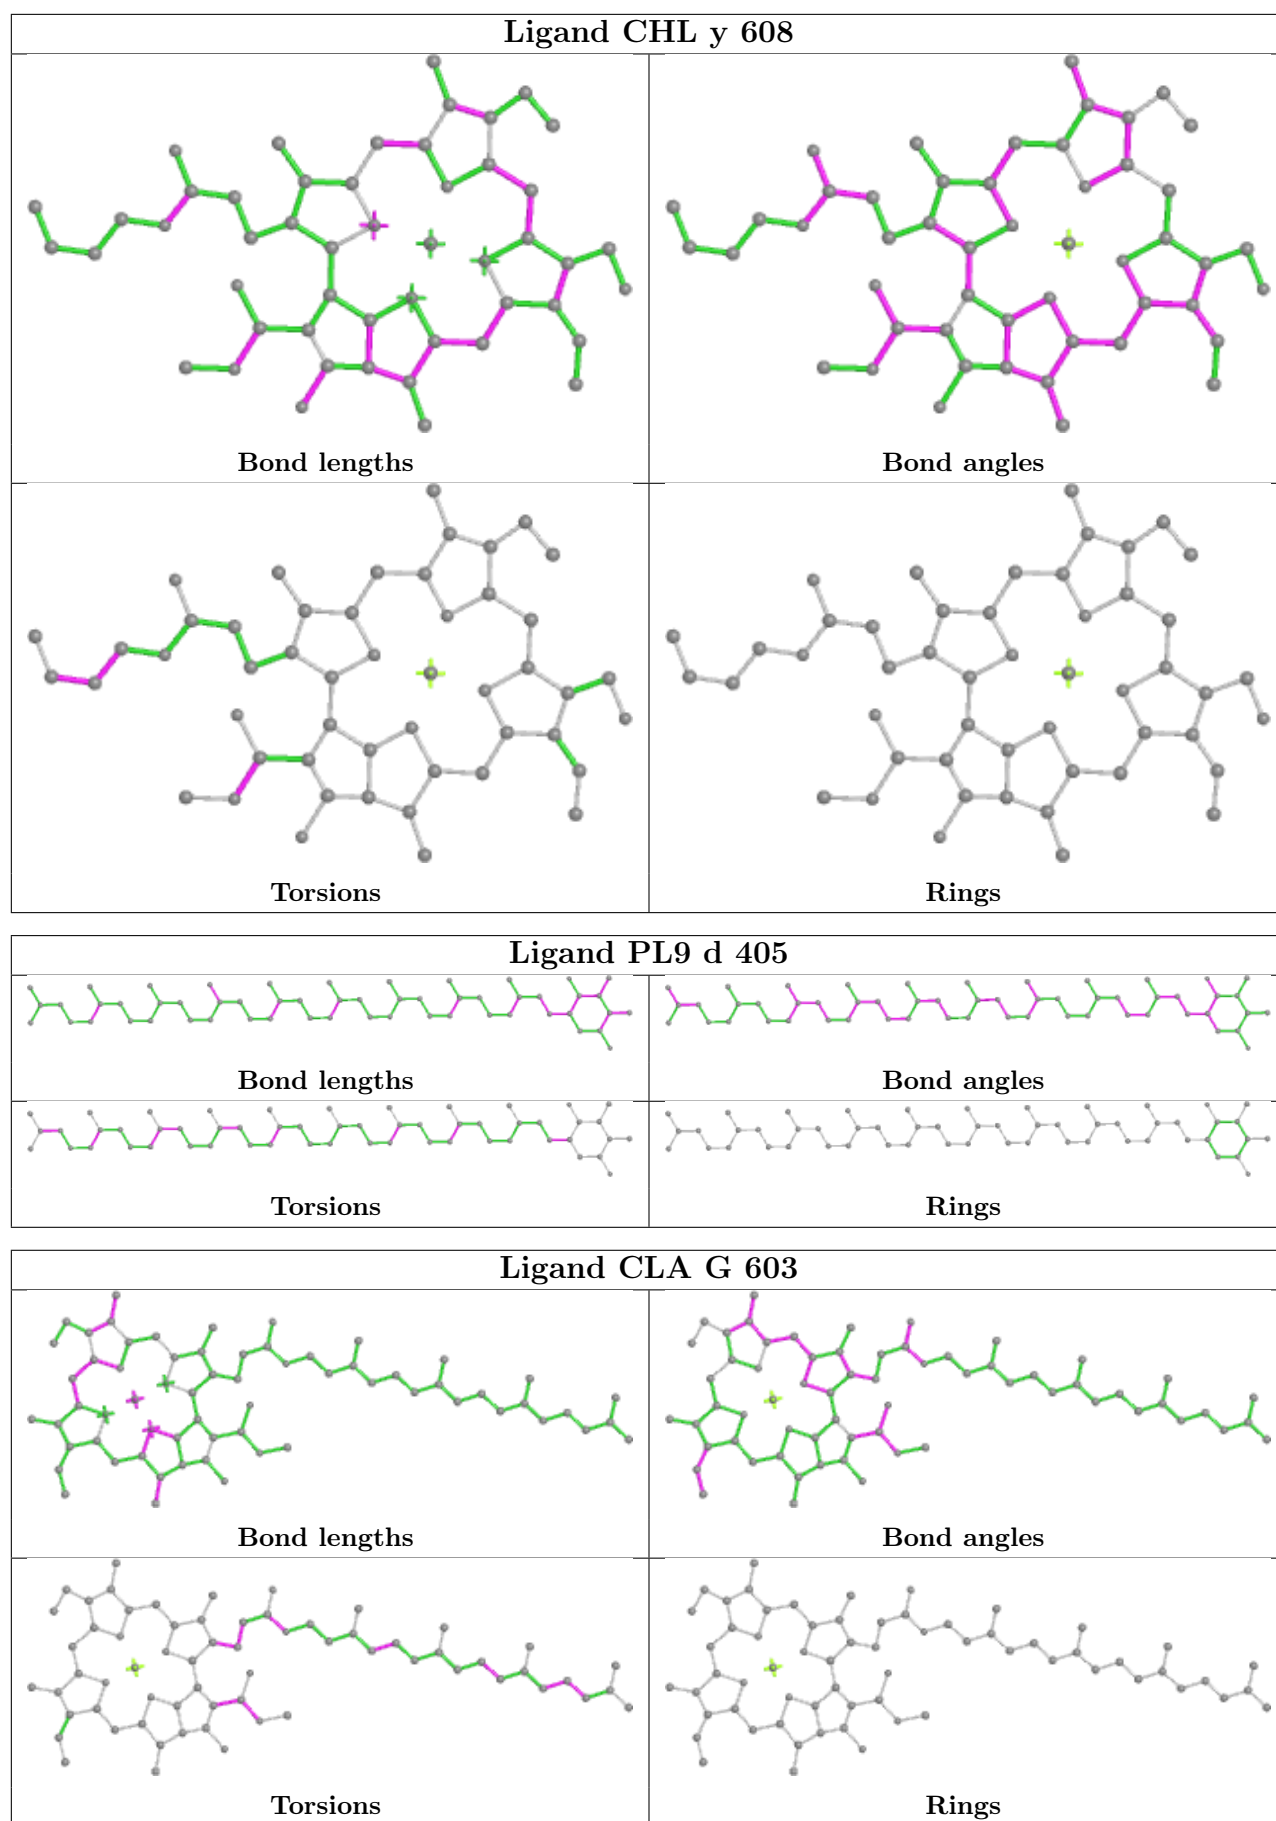 Ligand CHL y 608
Bond lengths
Bond angles
Torsions
Rings
Ligand PL9 d 405
Bond lengths
Bond angles
Torsions
Rings
Ligand CLA G 603
Bond lengths
Bond angles
Torsions
Rings